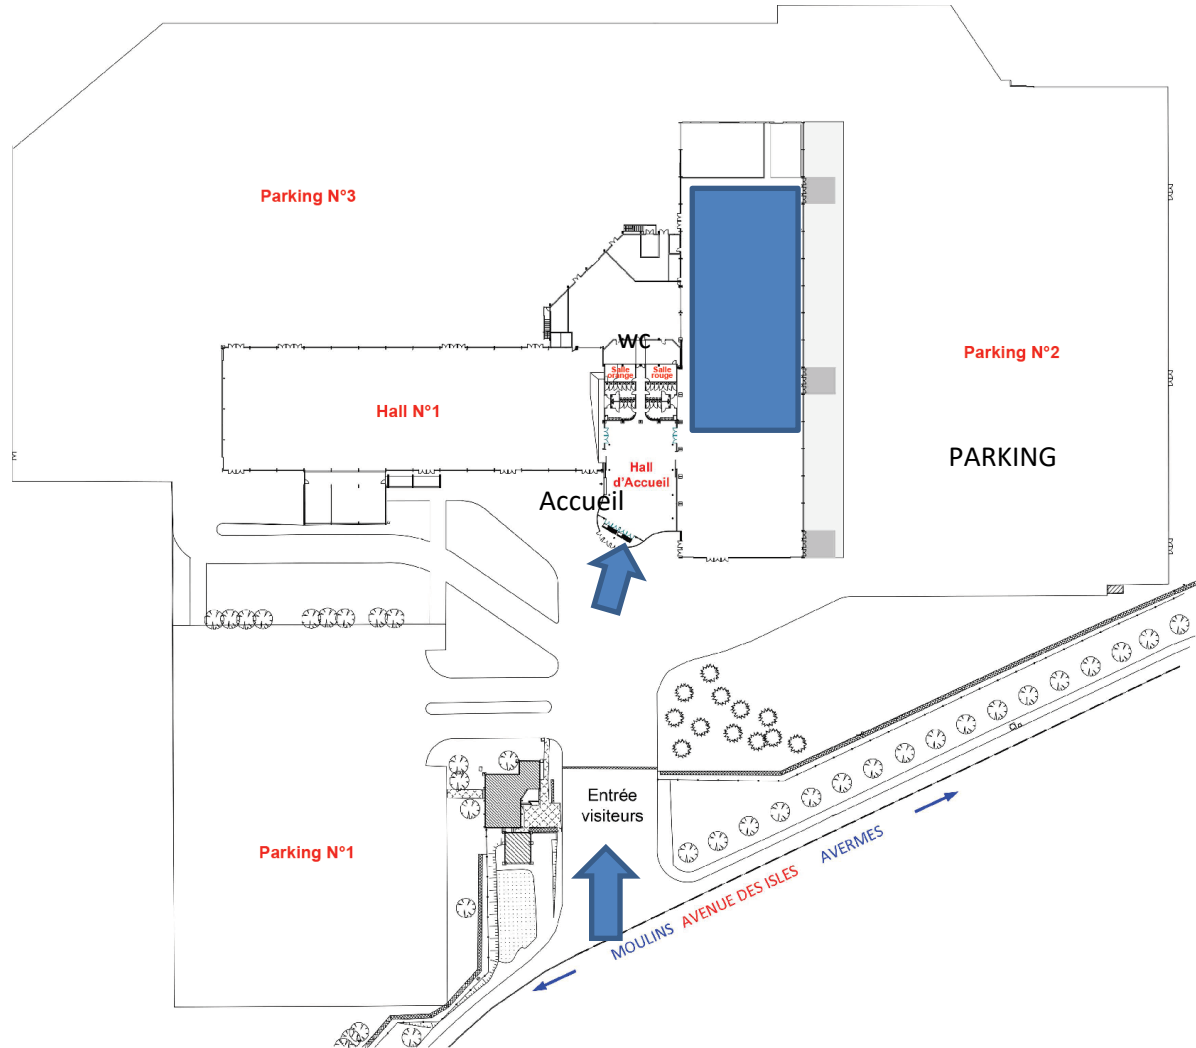 Parking N°3
WC
Salle
orange
Salle
rouge
Parking N°2
Hall N°1
PARKING
Hall
d'Accueil
Accueil
Entrée
visiteurs
Parking N°1
MOULINS AVENUE DES ISLES AVERMES